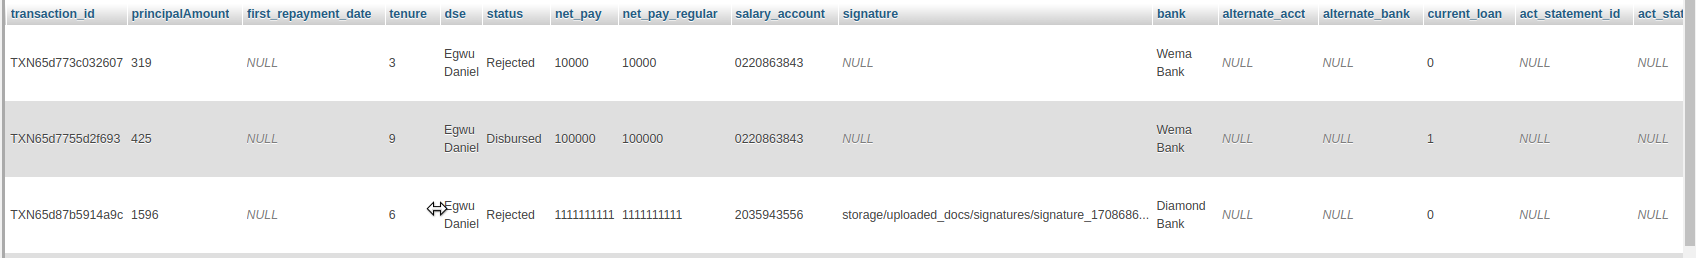 transaction_id principalAmount first_repayment_date tenure dse status net_pay net_pay_regular salary_account signature bank alternate_acct alternate_bank current_loan act_statement_id act_stat
TXN65d773c032607 319 NULL 3 Egwu Daniel Rejected 10000 10000 0220863843 NULL Wema Bank NULL NULL 0 NULL NULL
TXN65d7755d2f693 425 NULL 9 Egwu Daniel Disbursed 100000 100000 0220863843 NULL Wema Bank NULL NULL 1 NULL NULL
TXN65d87b5914a9c 1596 NULL 6 Egwu Daniel Rejected 1111111111 1111111111 2035943556 storage/uploaded_docs/signatures/signature_1708686... Diamond Bank NULL NULL 0 NULL NULL